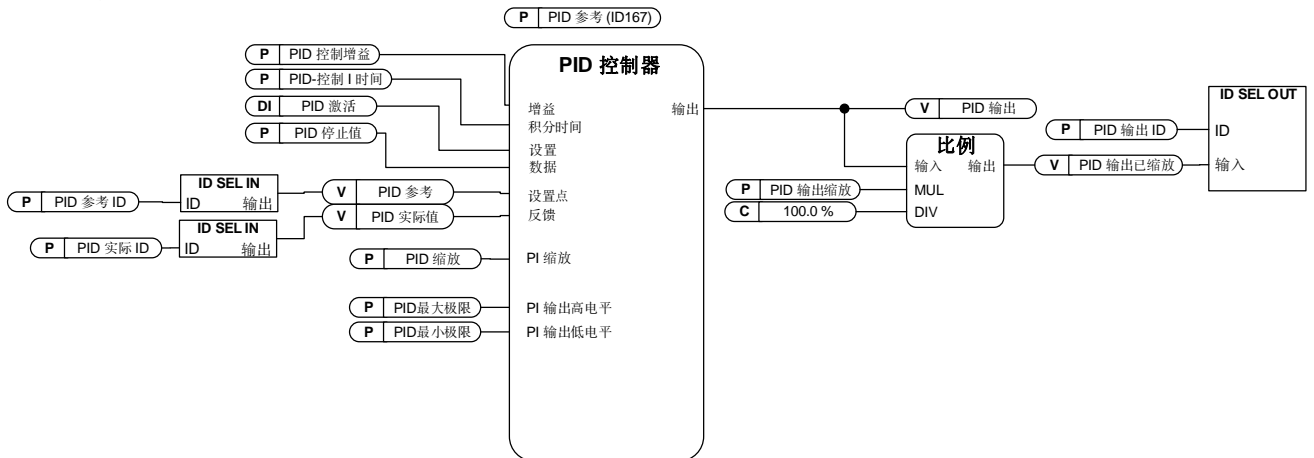 P PID 参考 (ID167)
PID 控制器
P PID 控制增益
P PID-控制 I 时间
DI PID 激活
P PID 停止值
增益
积分时间
设置
数据
设置点
反馈
PI 缩放
PI 输出高电平
PI 输出低电平
输出
P PID 参考 ID
ID SEL IN
ID 输出
V PID 参考
P PID 实际 ID
ID SEL IN
ID 输出
V PID 实际值
P PID 缩放
P PID最大极限
P PID最小极限
V PID 输出
比例
输入 输出
MUL
DIV
P PID 输出缩放
C 100.0 %
P PID 输出 ID
V PID 输出已缩放
ID SEL OUT
ID
输入